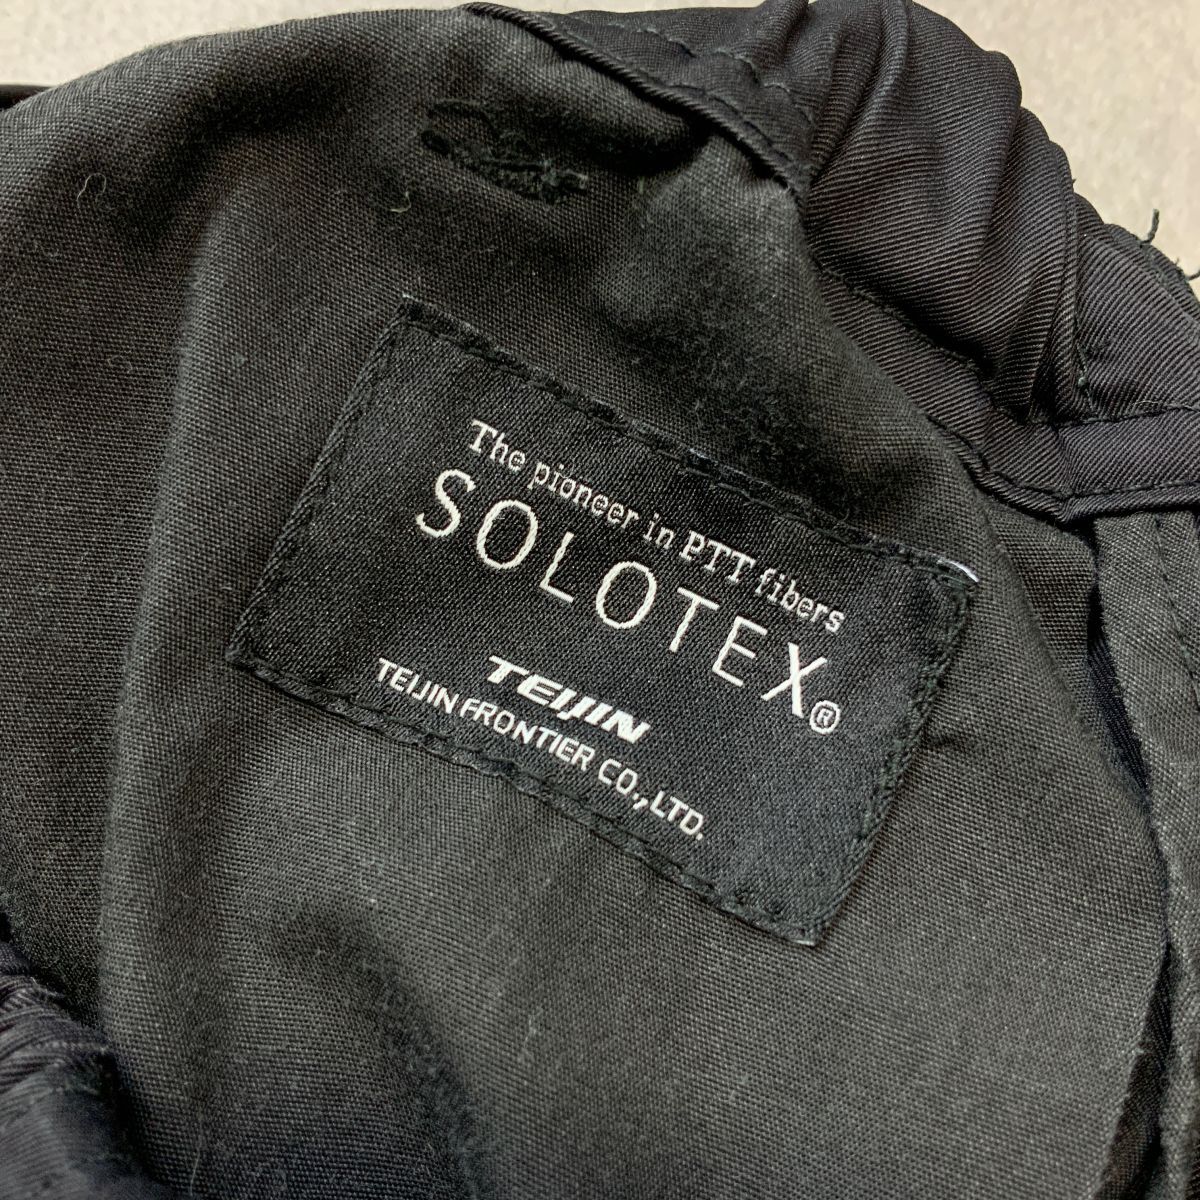 The pioneer in PTT fibers
SOLOTEX®
TEIJIN
TEIJIN FRONTIER CO., LTD.